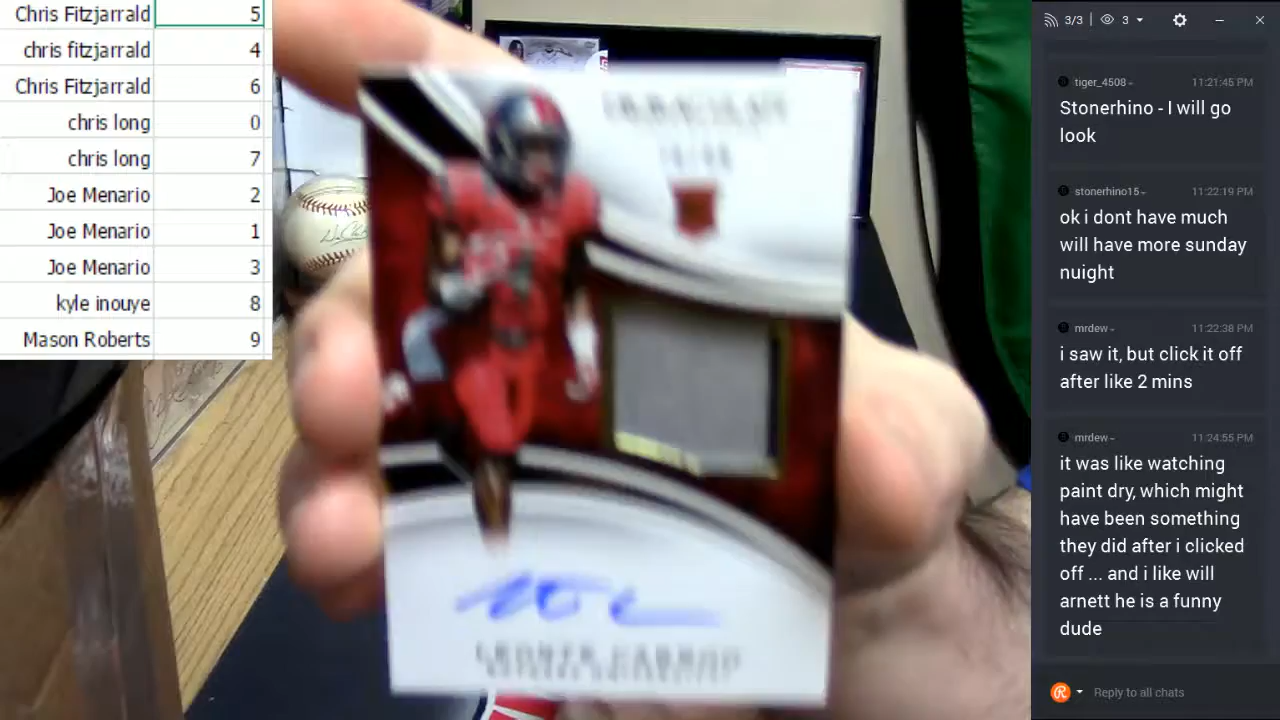 Chris Fitzjarrald 5
chris fitzjarrald 4
Chris Fitzjarrald 6
chris long 0
chris long 7
Joe Menario 2
Joe Menario 1
Joe Menario 3
kyle inouye 8
Mason Roberts 9
3/3 3
tiger_4508 11:21:45 PM
Stonerhino - I will go
look
stonerhino15 11:22:19 PM
ok i dont have much
will have more sunday
nuight
mrdew 11:22:38 PM
i saw it, but click it off
after like 2 mins
mrdew 11:24:55 PM
it was like watching
paint dry, which might
have been something
they did after i clicked
off ... and i like will
arnett he is a funny
dude
Reply to all chats